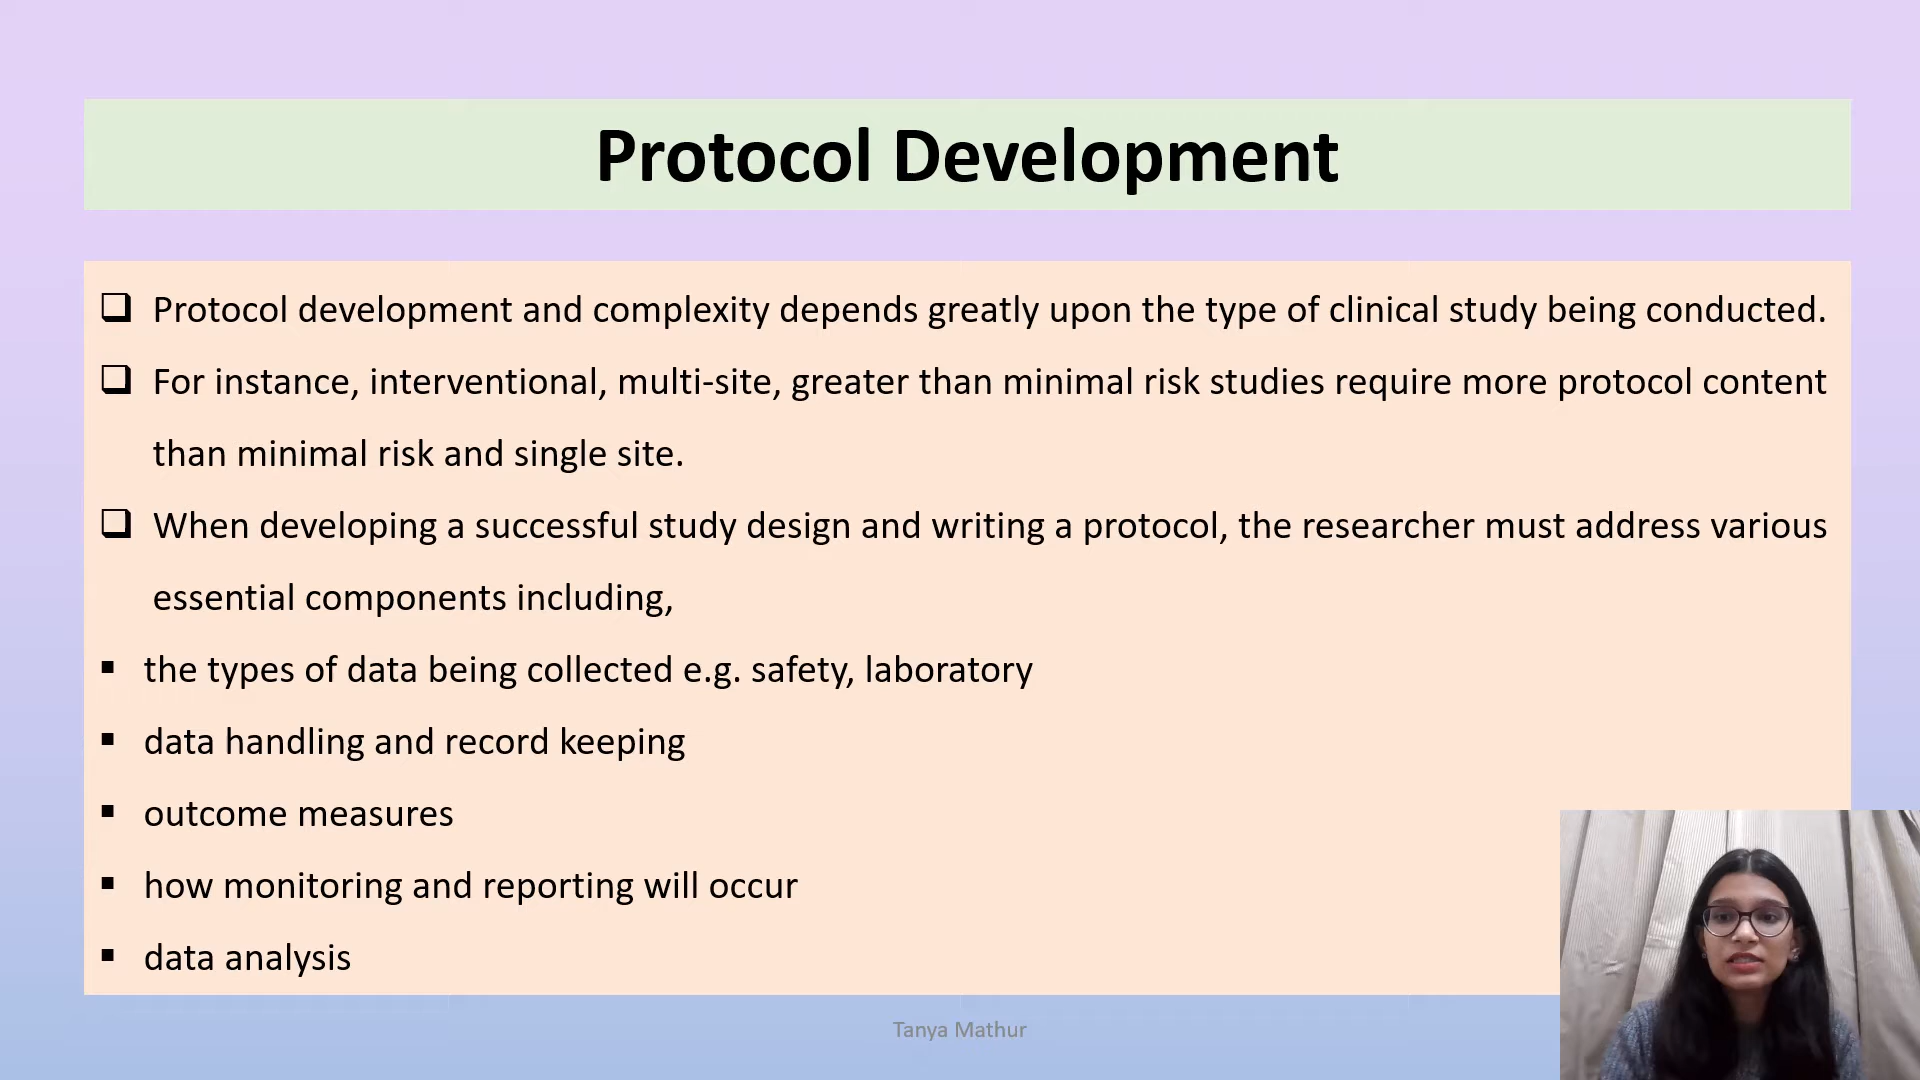 Protocol Development
Protocol development and complexity depends greatly upon the type of clinical study being conducted.
For instance, interventional, multi-site, greater than minimal risk studies require more protocol content
than minimal risk and single site.
When developing a successful study design and writing a protocol, the researcher must address various
essential components including,
the types of data being collected e.g. safety, laboratory
data handling and record keeping
outcome measures
how monitoring and reporting will occur
data analysis
Tanya Mathur